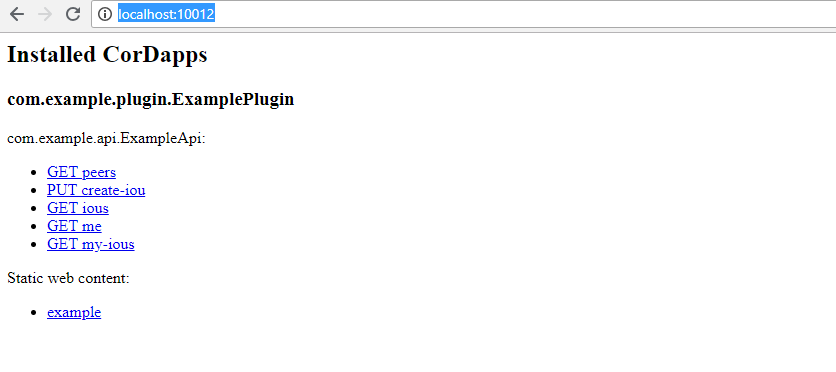 localhost:10012
Installed CorDapps
com.example.plugin.ExamplePlugin
com.example.api.ExampleApi:
GET peers
PUT create-iou
GET ious
GET me
GET my-ious
Static web content:
example